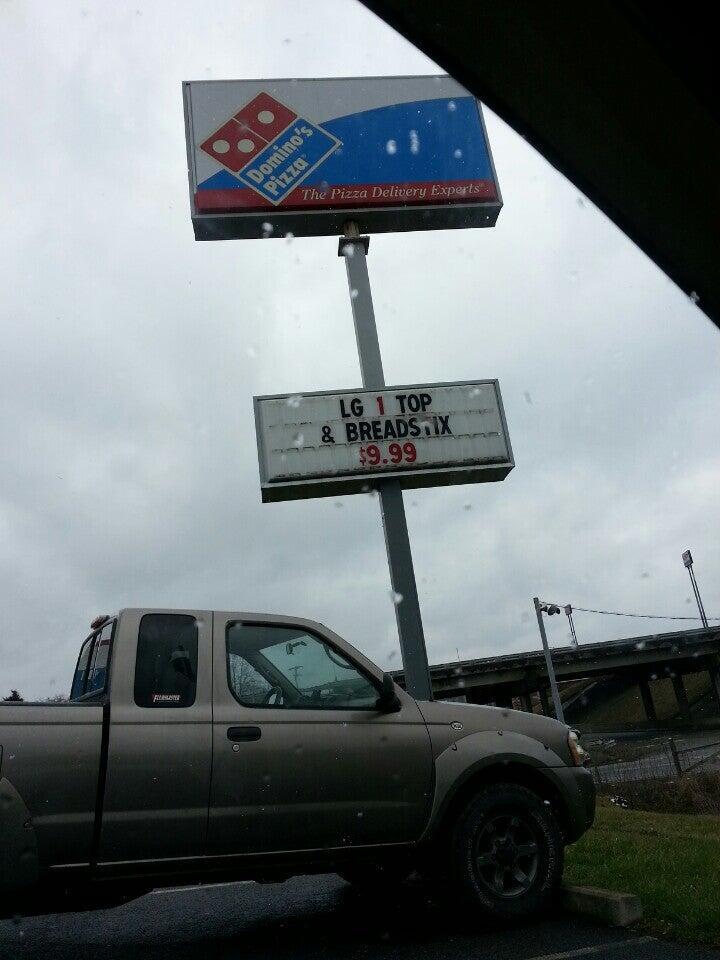 Domino's
Pizza
The Pizza Delivery Experts
LG 1 TOP
& BREADSTIX
$9.99